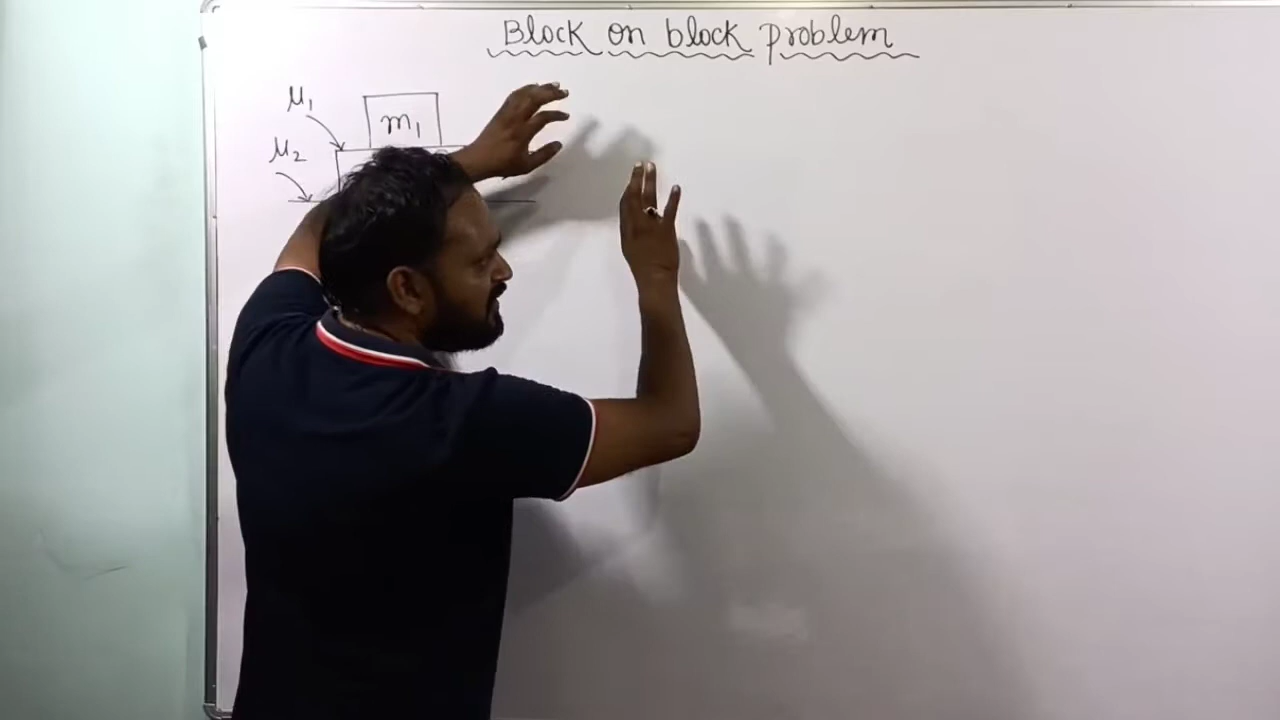 Block on block problem
μ₁
m₁
μ₂